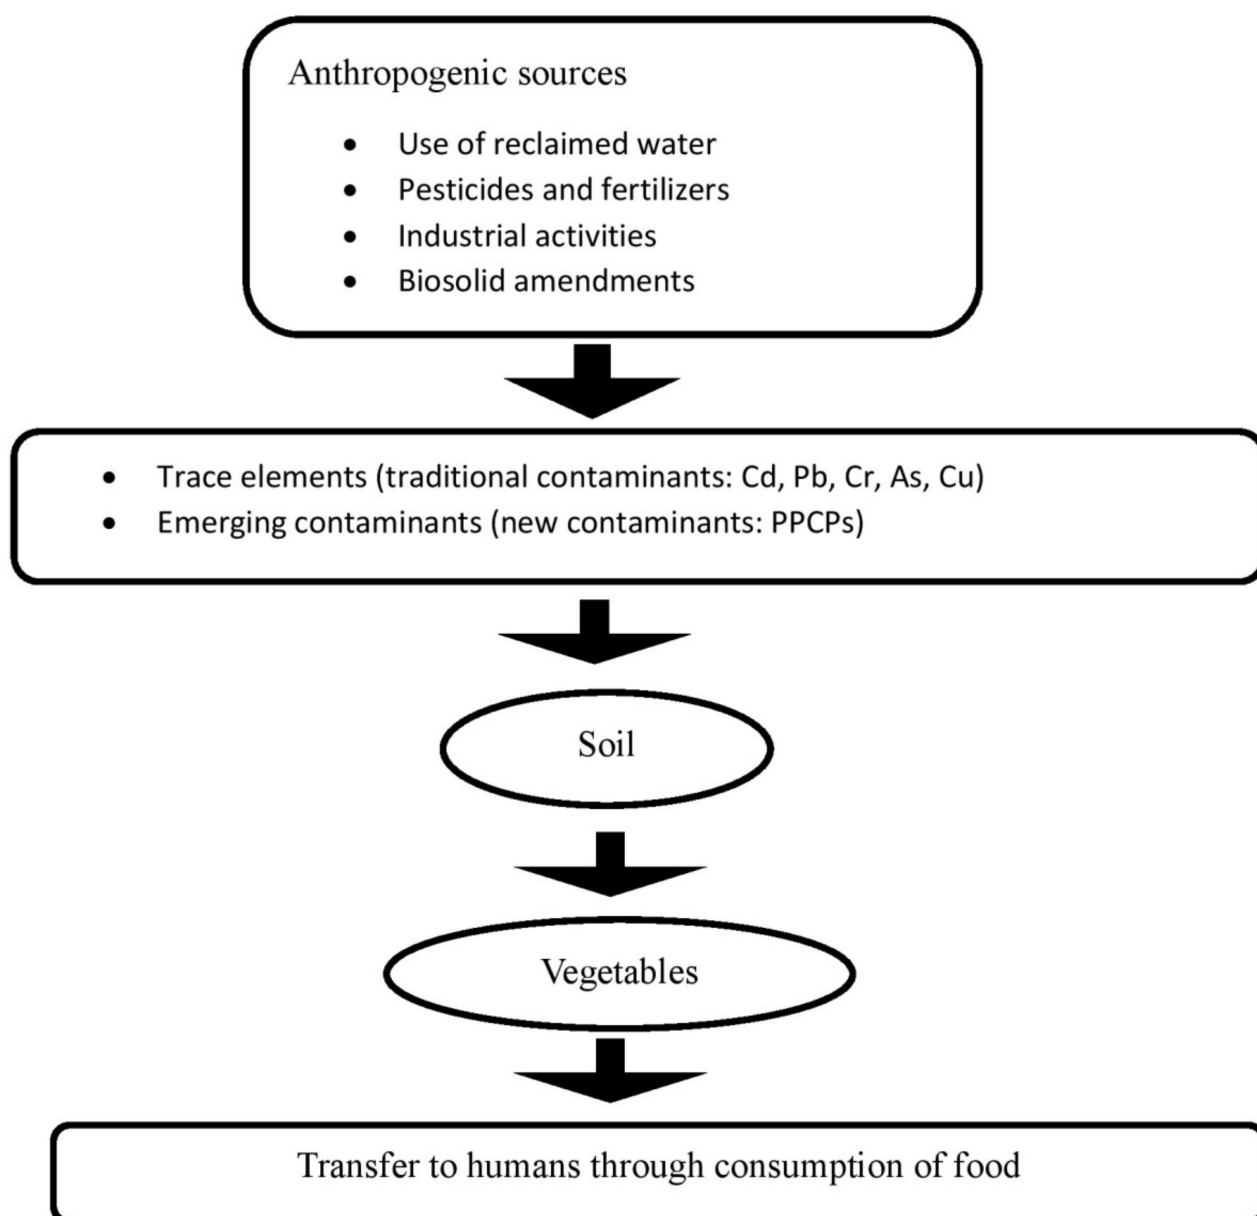 Anthropogenic sources
• Use of reclaimed water
• Pesticides and fertilizers
• Industrial activities
• Biosolid amendments
• Trace elements (traditional contaminants: Cd, Pb, Cr, As, Cu)
• Emerging contaminants (new contaminants: PPCPs)
Soil
Vegetables
Transfer to humans through consumption of food